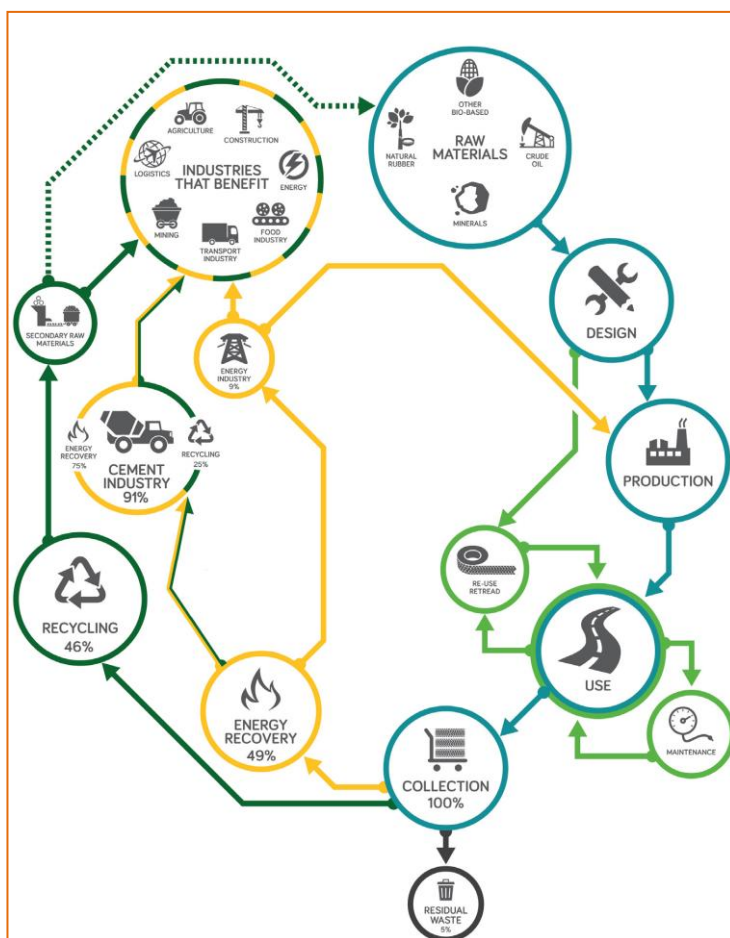 OTHER
BIO-BASED
RAW
MATERIALS
NATURAL
RUBBER
CRUDE
OIL
MINERALS
AGRICULTURE
CONSTRUCTION
LOGISTICS
INDUSTRIES
THAT BENEFIT
ENERGY
MINING
TRANSPORT
INDUSTRY
FOOD
INDUSTRY
SECONDARY RAW
MATERIALS
ENERGY
INDUSTRY
9%
DESIGN
ENERGY
RECOVERY
75%
RECYCLING
25%
CEMENT
INDUSTRY
91%
PRODUCTION
RE-USE
RETREAD
RECYCLING
46%
USE
ENERGY
RECOVERY
49%
MAINTENANCE
COLLECTION
100%
RESIDUAL
WASTE
5%